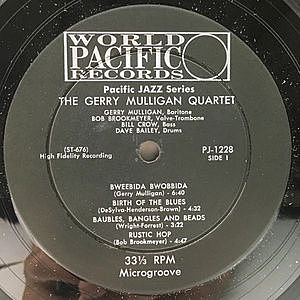 WORLD
PACIFIC
RECORDS
Pacific JAZZ Series
THE GERRY MULLIGAN QUARTET
GERRY MULLIGAN, Baritone
BOB BROOKMEYER, Valve-Trombone
BILL CROW, Bass
DAVE BAILEY, Drums
(ST-676) PJ-1228
High Fidelity Recording SIDE 1
BWEEBIDA BWOBBIDA
(Gerry Mulligan) - 6:40
BIRTH OF THE BLUES
(DeSylva-Henderson-Brown) - 4:32
BAUBLES, BANGLES AND BEADS
(Wright-Forrest) - 3:22
RUSTIC HOP
(Bob Brookmeyer) - 4:47
33⅓ RPM
Microgroove